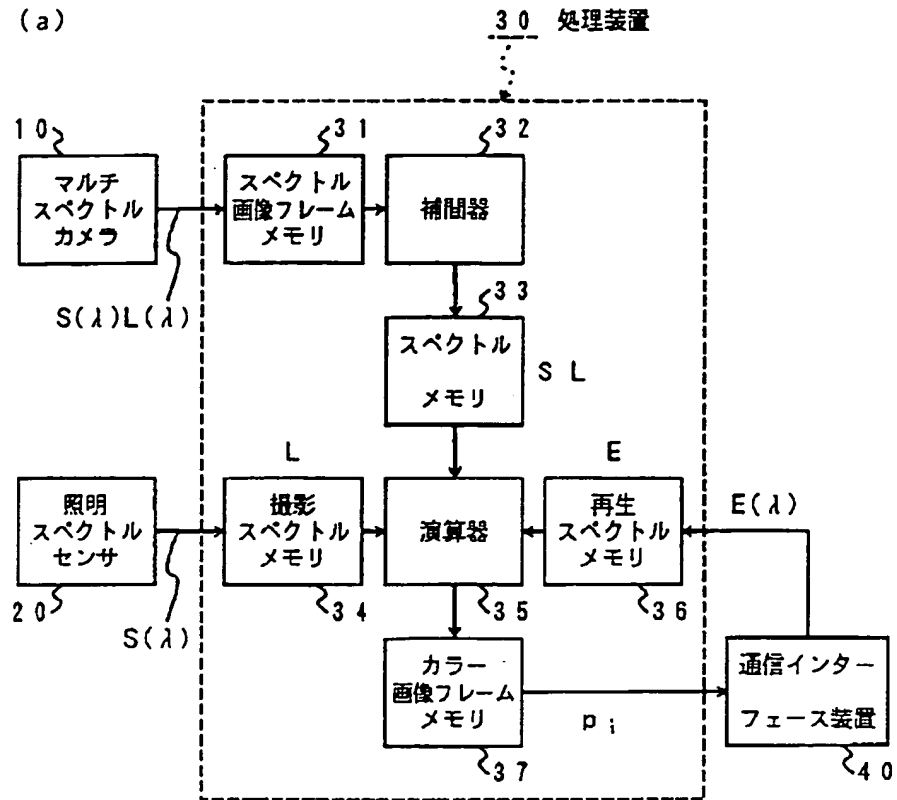 (a)
30 処理装置
10
31
32
マルチ
スペクトル
カメラ
スペクトル
画像フレーム
メモリ
補間器
S(λ)L(λ)
33
スペクトル
メモリ
SL
L
E
照明
スペクトル
センサ
撮影
スペクトル
メモリ
演算器
再生
スペクトル
メモリ
E(λ)
20
34
35
36
S(λ)
カラー
画像フレーム
メモリ
pi
通信インター
フェース装置
37
40